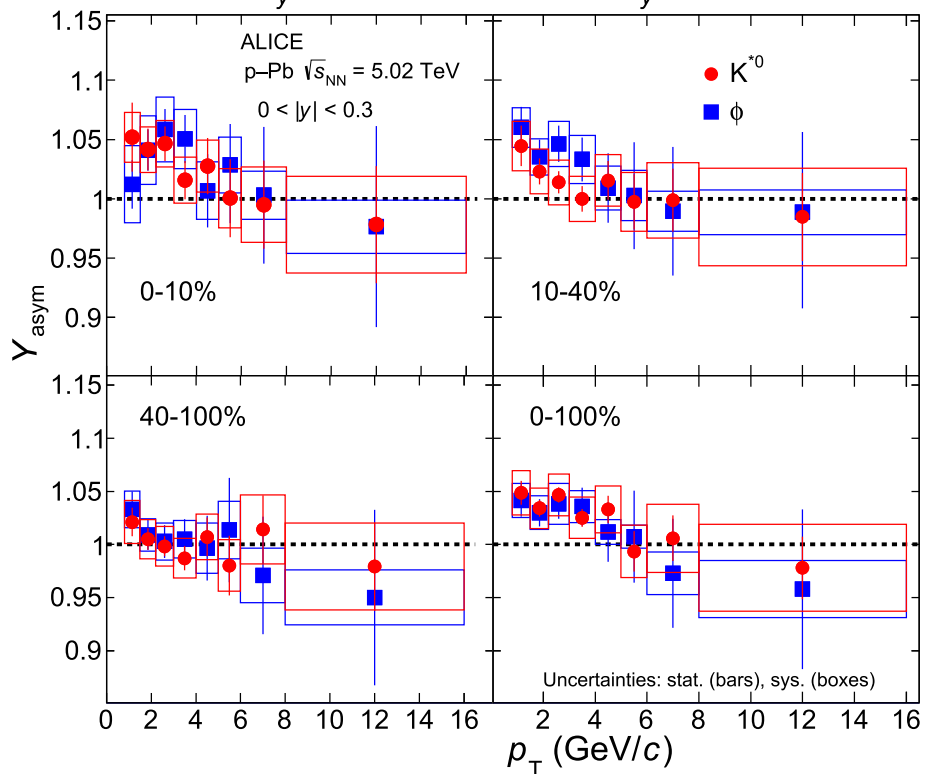 y y
1.15
ALICE
p–Pb √sNN = 5.02 TeV
0 < |y| < 0.3
K*0
ϕ
1.1
1.05
1
0.95
0.9
0-10%
10-40%
Yasym
1.15
40-100%
0-100%
1.1
1.05
1
0.95
0.9
Uncertainties: stat. (bars), sys. (boxes)
0 2 4 6 8 10 12 14 16 2 4 6 8 10 12 14 16
pT (GeV/c)